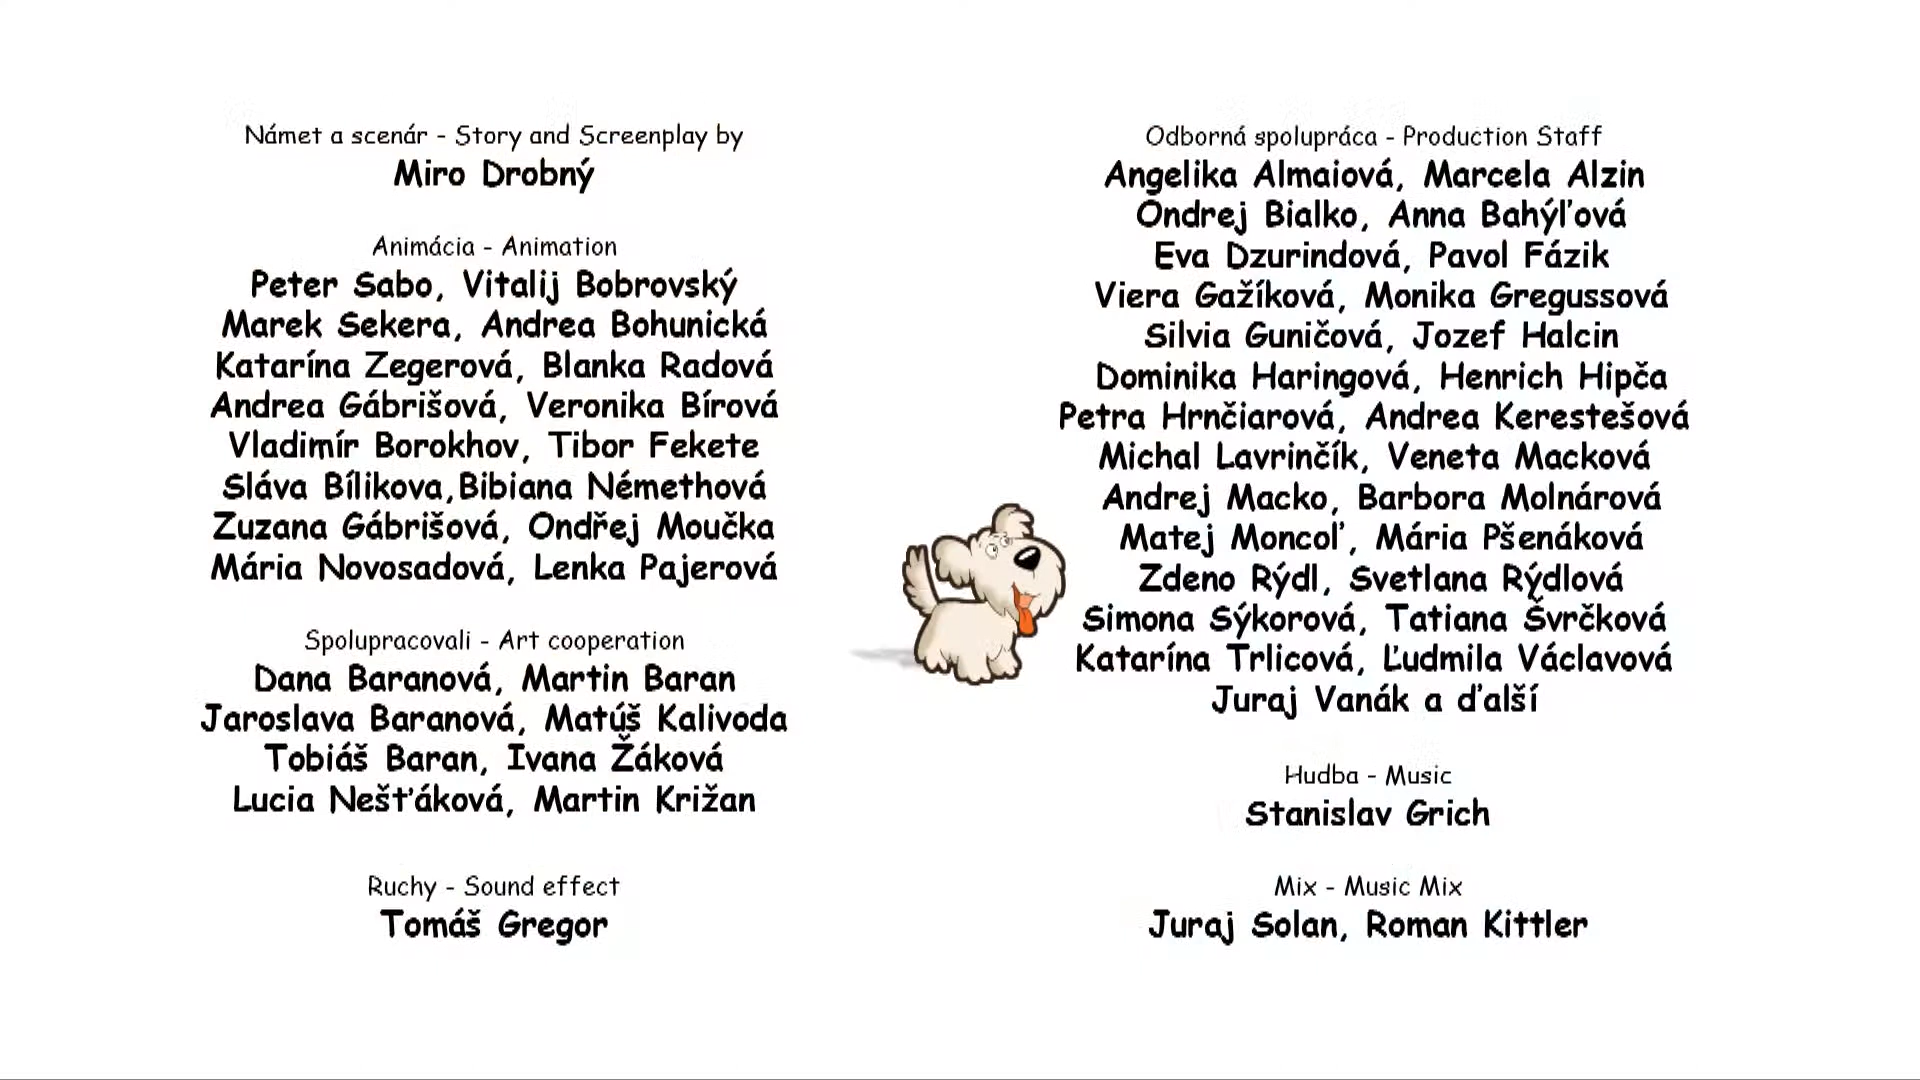 Námet a scenár - Story and Screenplay by
Miro Drobný
Animácia - Animation
Peter Sabo, Vitalij Bobrovský
Marek Sekera, Andrea Bohunická
Katarína Zegerová, Blanka Radová
Andrea Gábrišová, Veronika Bírová
Vladimír Borokhov, Tibor Fekete
Sláva Bílikova,Bibiana Némethová
Zuzana Gábrišová, Ondřej Moučka
Mária Novosadová, Lenka Pajerová
Spolupracovali - Art cooperation
Dana Baranová, Martin Baran
Jaroslava Baranová, Matúš Kalivoda
Tobiáš Baran, Ivana Žáková
Lucia Nešťáková, Martin Križan
Ruchy - Sound effect
Tomáš Gregor
Odborná spolupráca - Production Staff
Angelika Almaiová, Marcela Alzin
Ondrej Bialko, Anna Bahýľová
Eva Dzurindová, Pavol Fázik
Viera Gažíková, Monika Gregussová
Silvia Guničová, Jozef Halcin
Dominika Haringová, Henrich Hipča
Petra Hrnčiarová, Andrea Kerestešová
Michal Lavrinčík, Veneta Macková
Andrej Macko, Barbora Molnárová
Matej Moncoľ, Mária Pšenáková
Zdeno Rýdl, Svetlana Rýdlová
Simona Sýkorová, Tatiana Švrčková
Katarína Trlicová, Ľudmila Václavová
Juraj Vanák a ďalší
Hudba - Music
Stanislav Grich
Mix - Music Mix
Juraj Solan, Roman Kittler